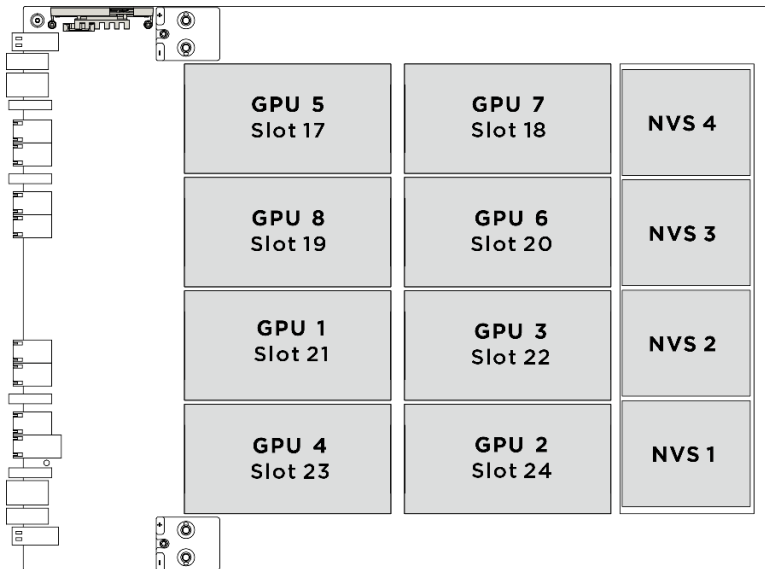 GPU 5
Slot 17
GPU 7
Slot 18
NVS 4
GPU 8
Slot 19
GPU 6
Slot 20
NVS 3
GPU 1
Slot 21
GPU 3
Slot 22
NVS 2
GPU 4
Slot 23
GPU 2
Slot 24
NVS 1